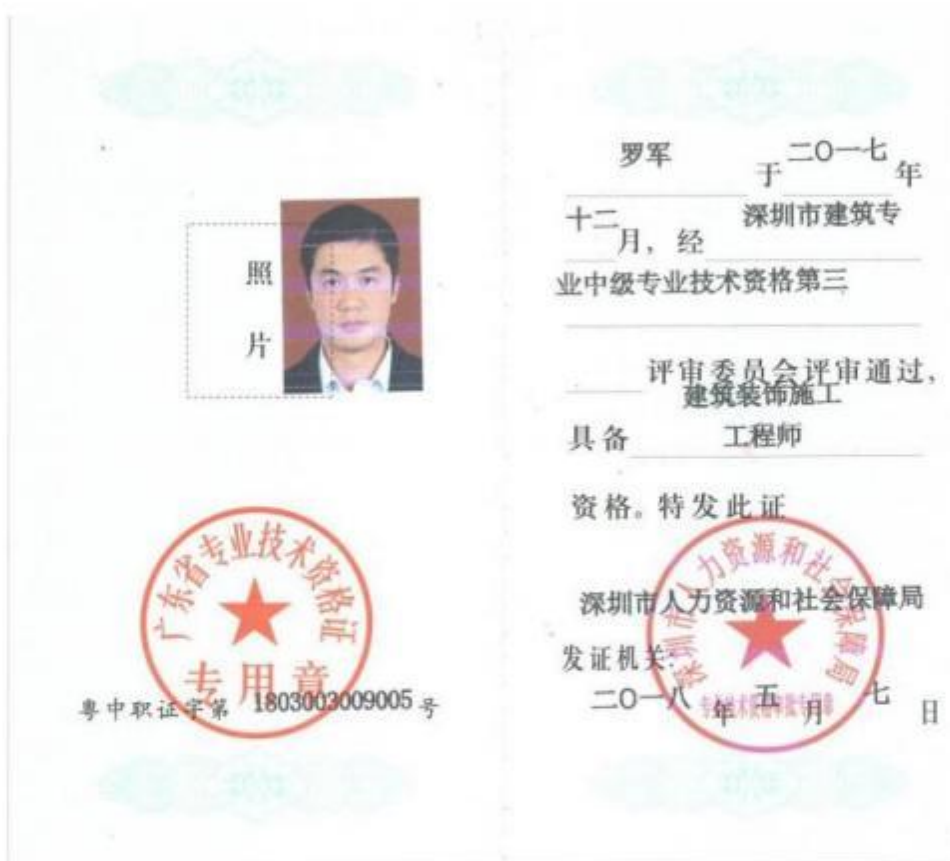 照
片
广东省专业技术资格证
专用章
粤中职证字第 1803003009005 号
罗军 于 二〇一七 年
十二 月，经 深圳市建筑专
业中级专业技术资格第三
评审委员会评审通过，
建筑装饰施工
具备 工程师
资格。特发此证
深圳市人力资源和社会保障局
深圳市人力资源和社会保障局
发证机关：
二〇一八 年 五 月 七 日